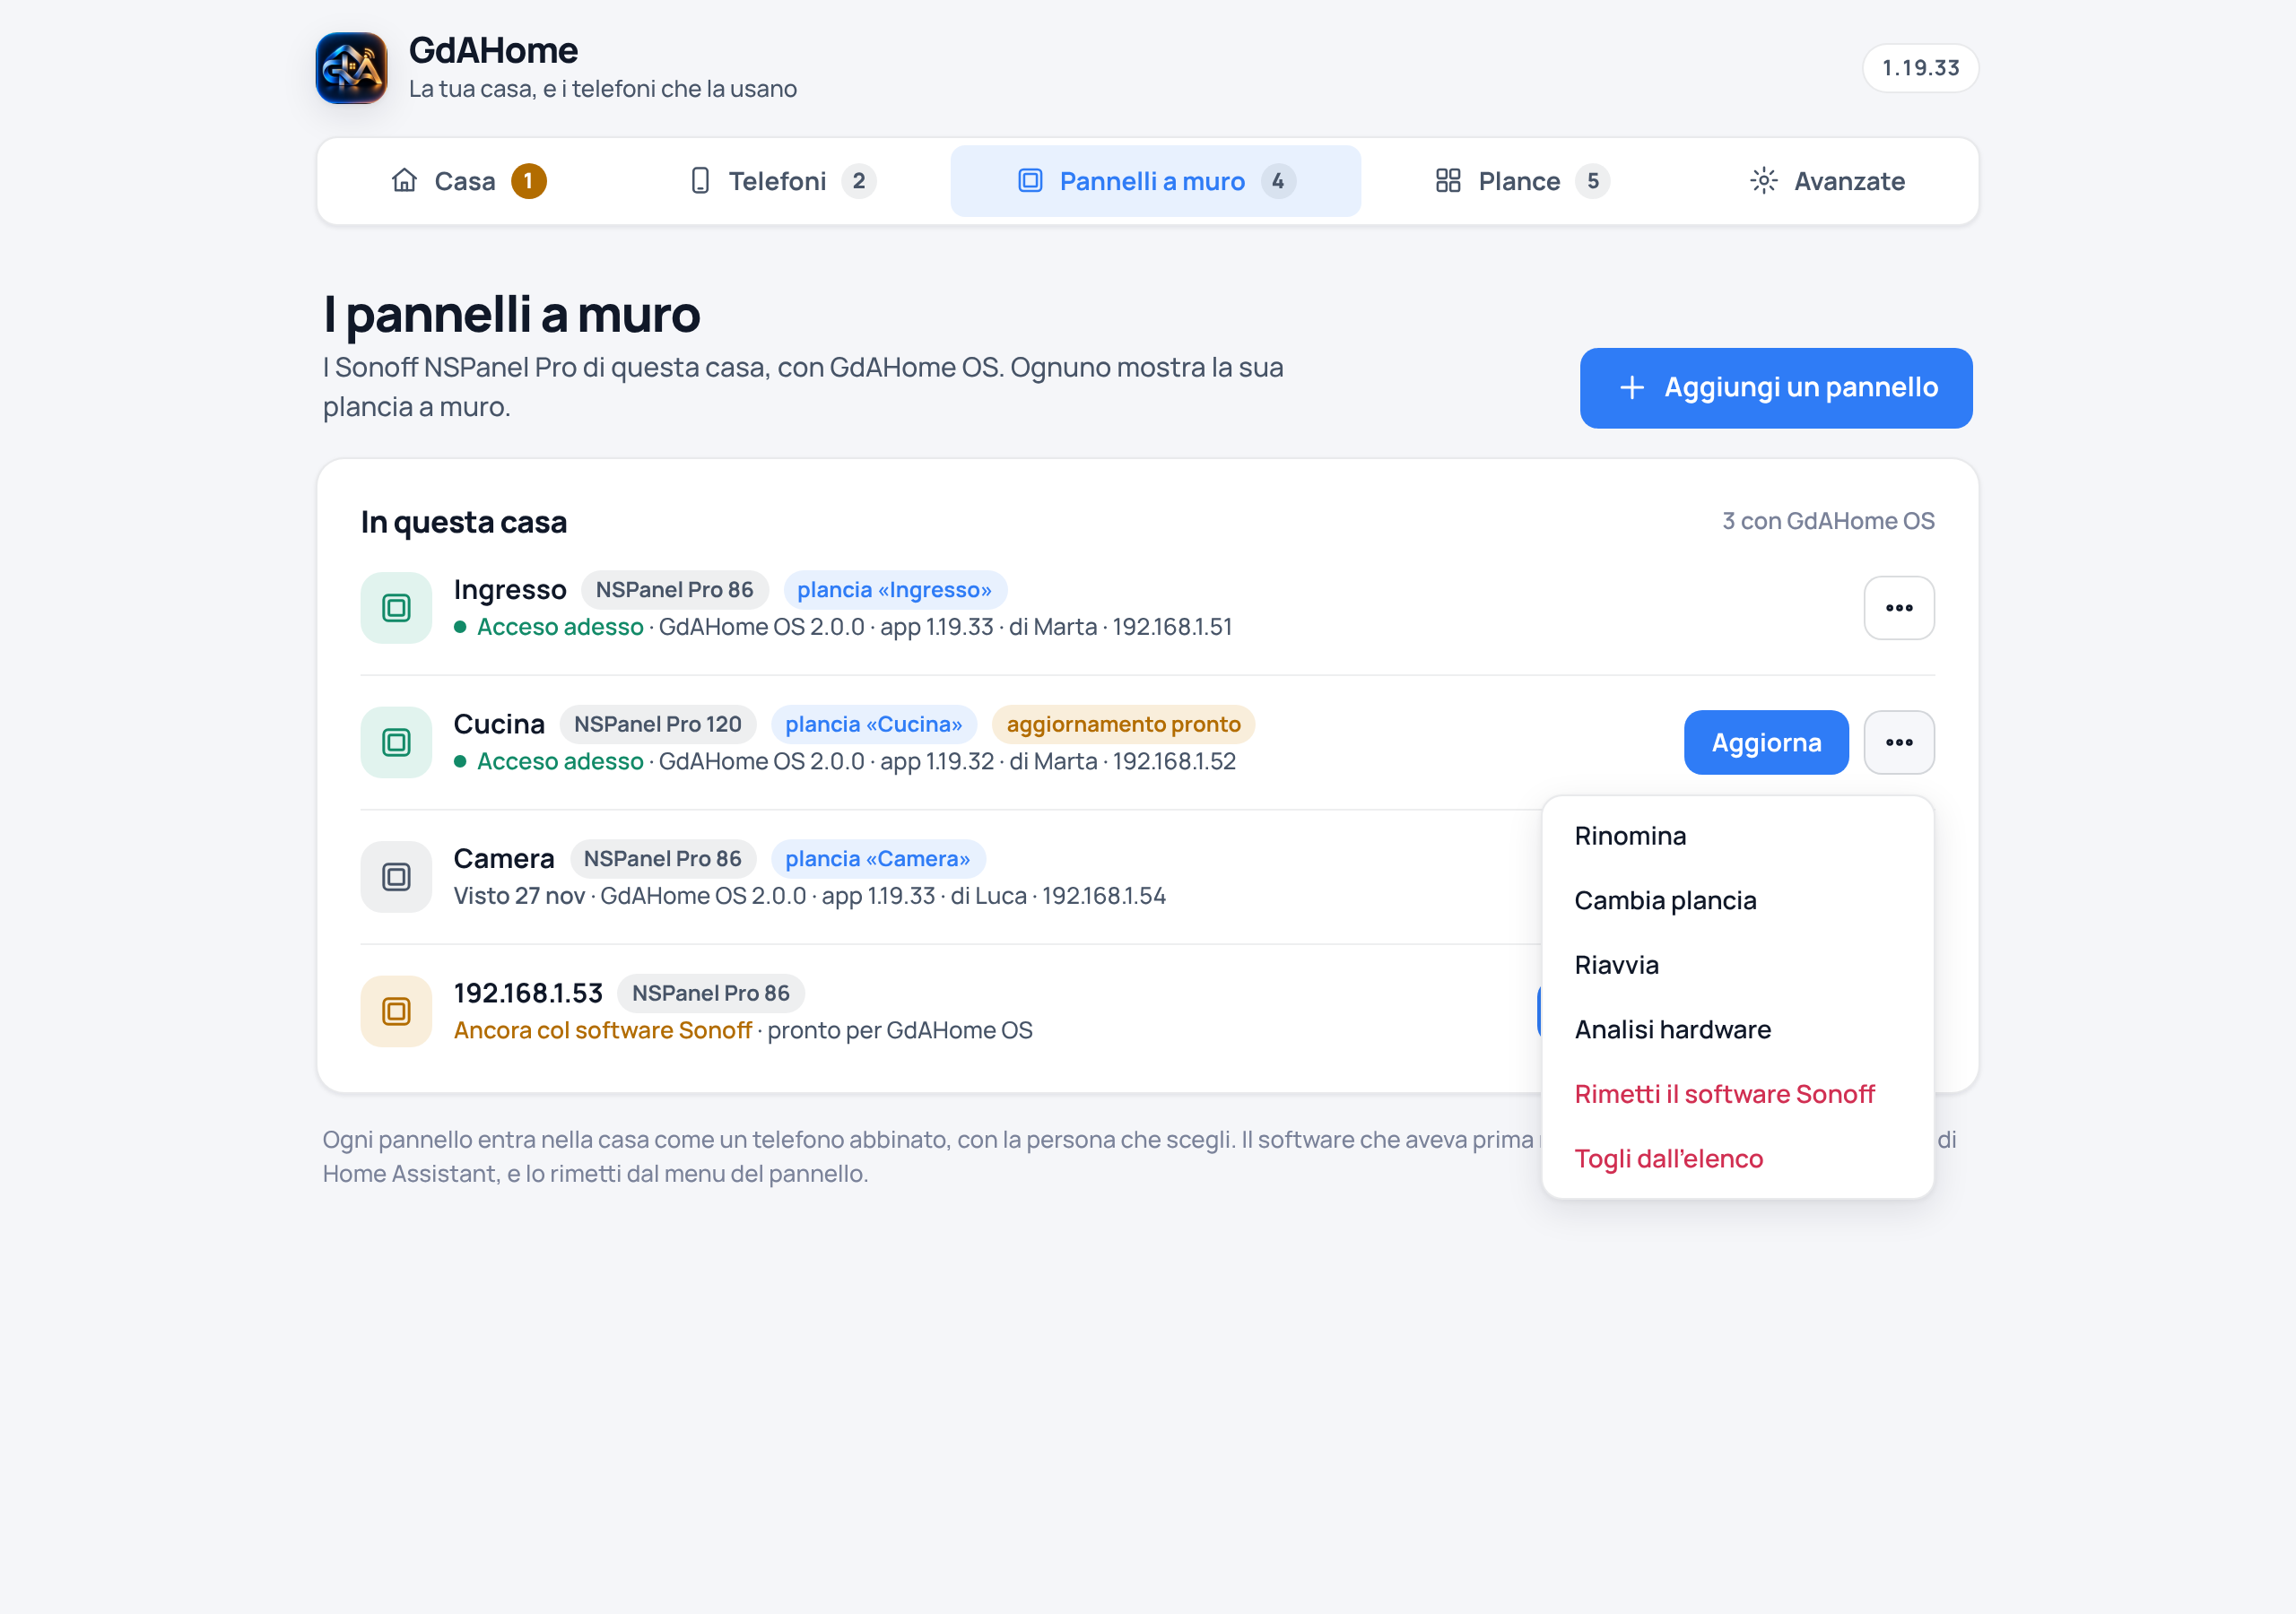 GdAHome
La tua casa, e i telefoni che la usano
1.19.33
Casa 1
Telefoni 2
Pannelli a muro 4
Plance 5
Avanzate
I pannelli a muro
I Sonoff NSPanel Pro di questa casa, con GdAHome OS. Ognuno mostra la sua
plancia a muro.
Aggiungi un pannello
In questa casa
3 con GdAHome OS
Ingresso NSPanel Pro 86 plancia «Ingresso»
Acceso adesso · GdAHome OS 2.0.0 · app 1.19.33 · di Marta · 192.168.1.51
Cucina NSPanel Pro 120 plancia «Cucina» aggiornamento pronto
Acceso adesso · GdAHome OS 2.0.0 · app 1.19.32 · di Marta · 192.168.1.52
Aggiorna
Camera NSPanel Pro 86 plancia «Camera»
Visto 27 nov · GdAHome OS 2.0.0 · app 1.19.33 · di Luca · 192.168.1.54
192.168.1.53 NSPanel Pro 86
Ancora col software Sonoff · pronto per GdAHome OS
Rinomina
Cambia plancia
Riavvia
Analisi hardware
Rimetti il software Sonoff
Togli dall'elenco
Ogni pannello entra nella casa come un telefono abbinato, con la persona che scegli. Il software che aveva prima di
Home Assistant, e lo rimetti dal menu del pannello.